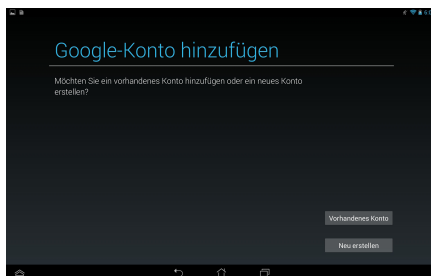 Google-Konto hinzufügen
Möchten Sie ein vorhandenes Konto hinzufügen oder ein neues Konto
erstellen?
Vorhandenes Konto
Neu erstellen